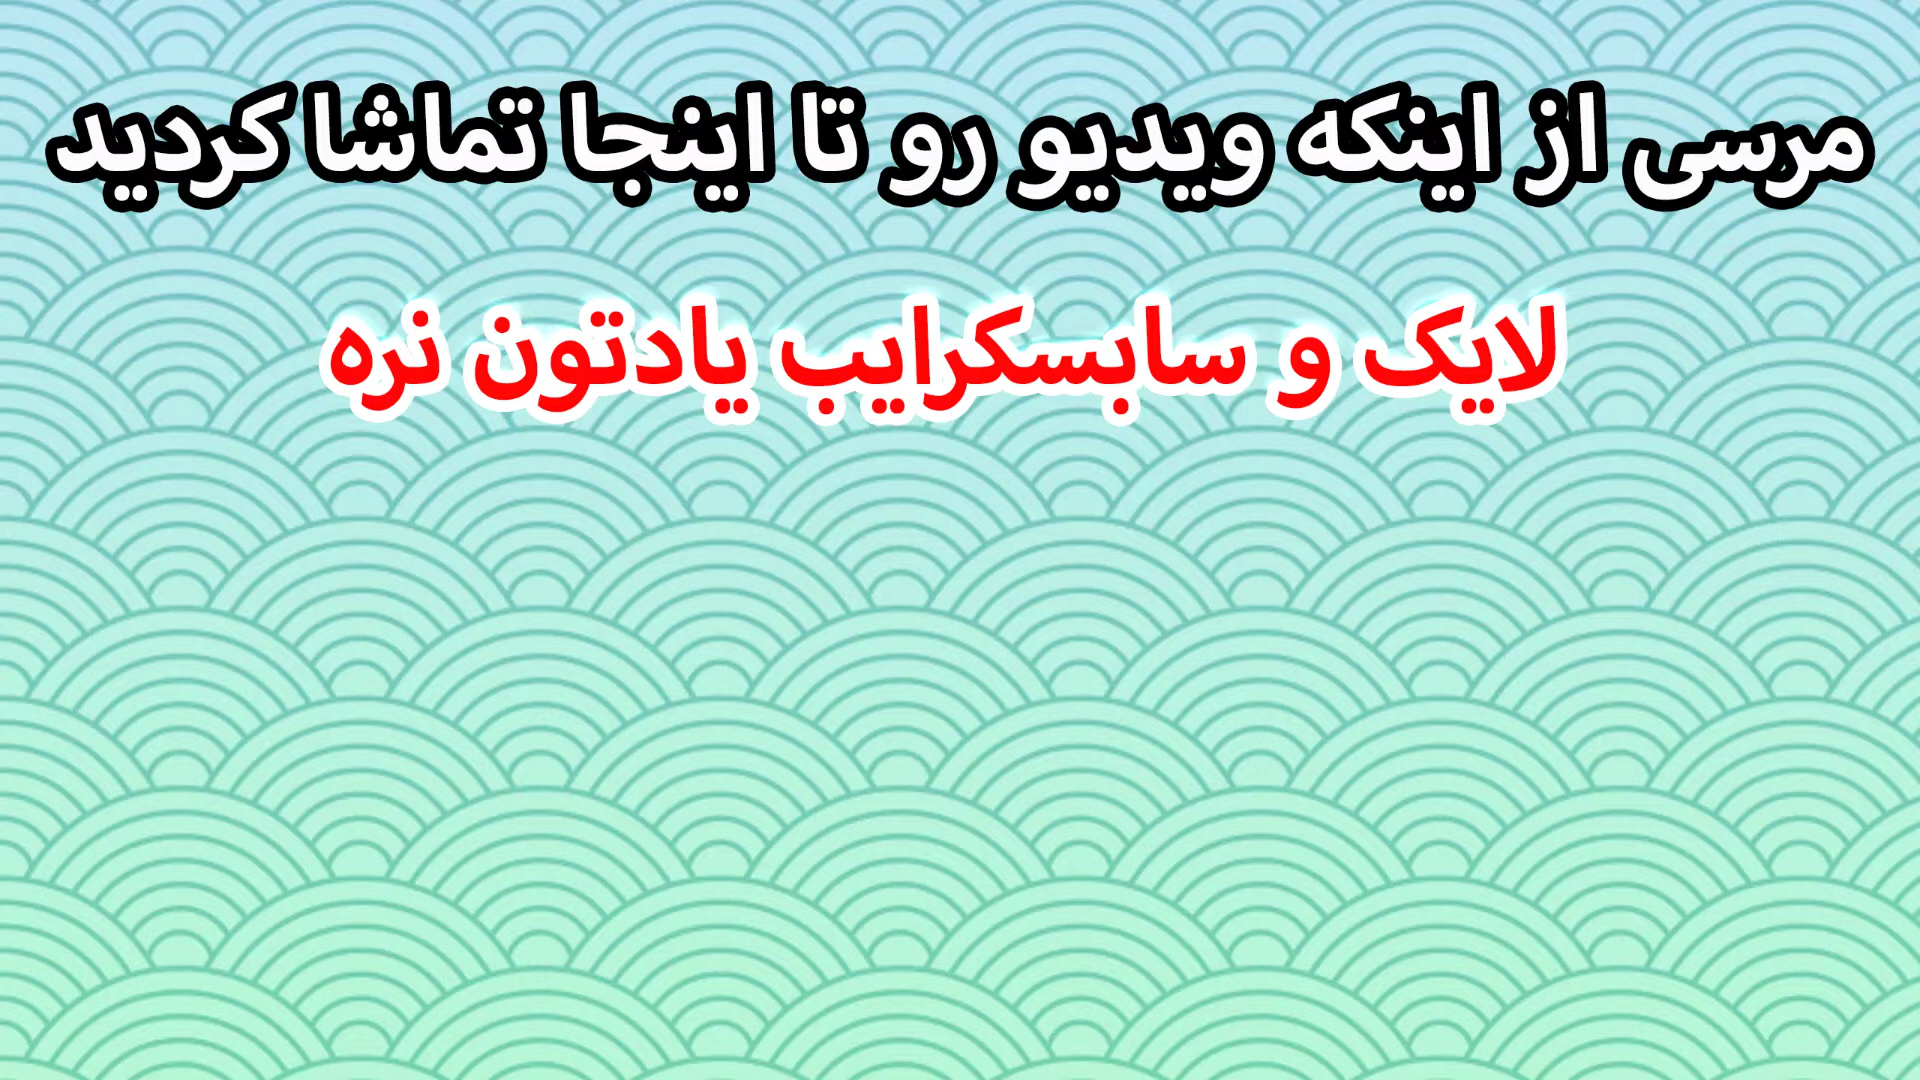 مرسی از اینکه ویدیو رو تا اینجا تماشا کردید
لایک و سابسکرایب یادتون نره